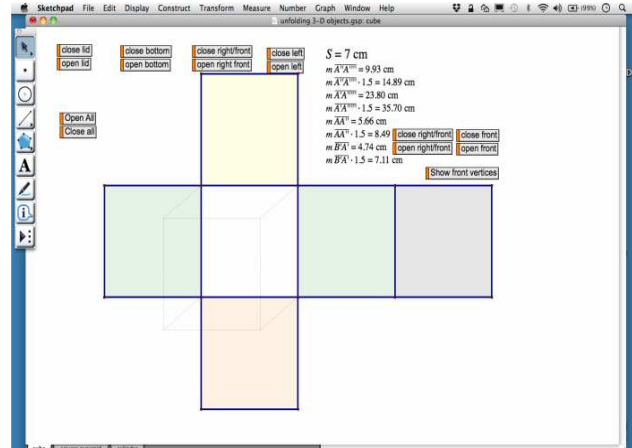 Sketchpad File Edit Display Construct Transform Measure Number Graph Window Help
unfolding 3-D objects.gsp: cube
close lid close bottom close right/front close left
open lid open bottom open right front open left
S = 7 cm
= 9.93 cm
· 1.5 = 14.89 cm
= 23.80 cm
· 1.5 = 35.70 cm
Open All
Close all
m AA" = 5.66 cm
m AA" · 1.5 = 8.49 close right/front close front
m B'A' = 4.74 cm open right/front open front
m B'A' · 1.5 = 7.11 cm
Show front vertices
A